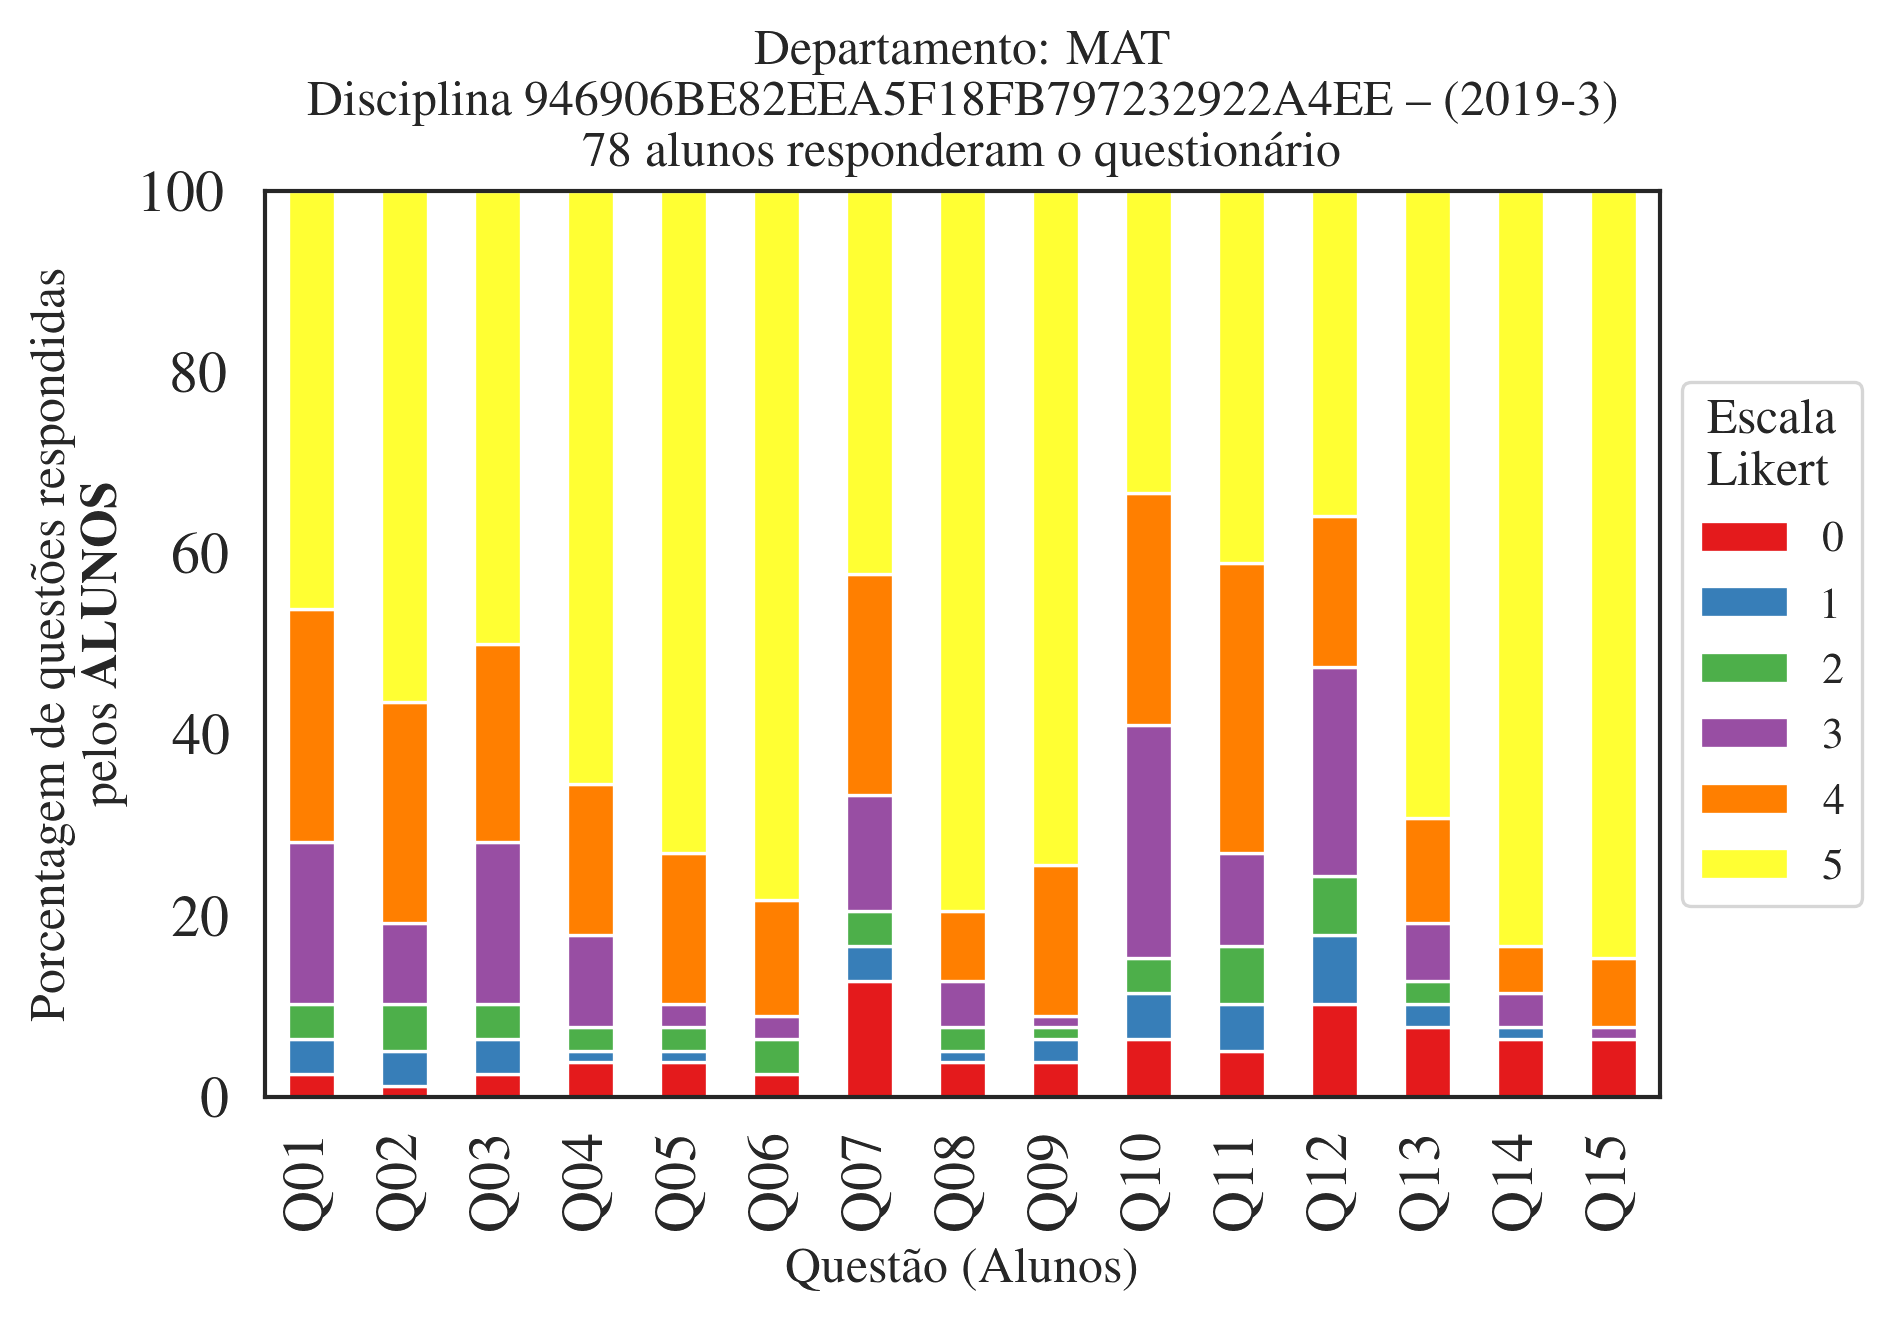 Departamento: MAT
Disciplina 946906BE82EEA5F18FB797232922A4EE – (2019-3)
78 alunos responderam o questionário
Porcentagem de questões respondidas
pelos ALUNOS
100
80
60
40
20
0
Q01
Q02
Q03
Q04
Q05
Q06
Q07
Q08
Q09
Q10
Q11
Q12
Q13
Q14
Q15
Questão (Alunos)
Escala
Likert
0
1
2
3
4
5